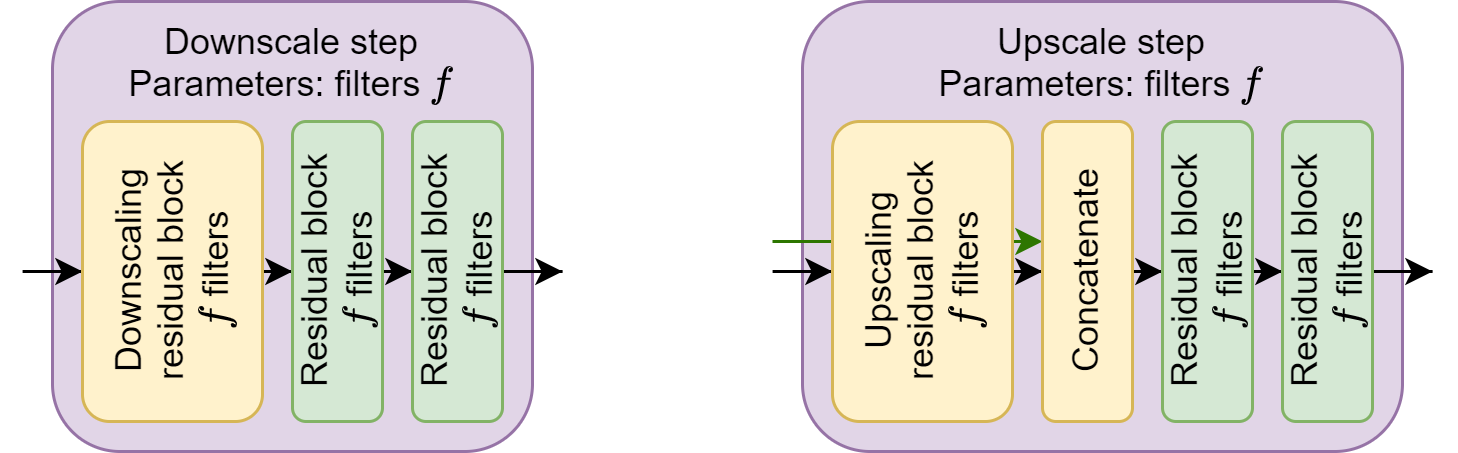 Downscale step
Parameters: filters f
Downscaling
residual block
f filters
Residual block
f filters
Residual block
f filters
Upscale step
Parameters: filters f
Upscaling
residual block
f filters
Concatenate
Residual block
f filters
Residual block
f filters